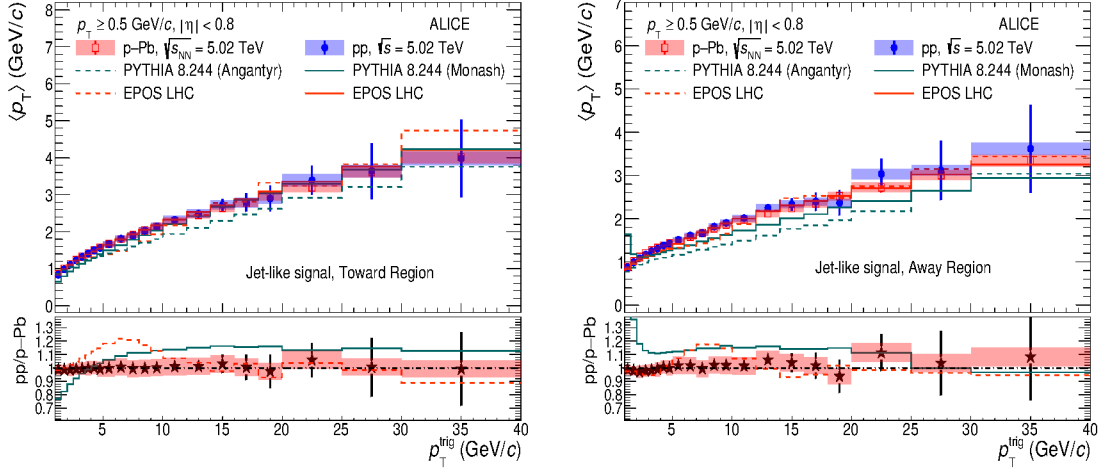 p_T ≥ 0.5 GeV/c, |η| < 0.8 ALICE
p–Pb, √s_NN = 5.02 TeV pp, √s = 5.02 TeV
PYTHIA 8.244 (Angantyr) PYTHIA 8.244 (Monash)
EPOS LHC EPOS LHC
⟨p_T⟩ (GeV/c)
8
7
6
5
4
3
2
1
0
Jet-like signal, Toward Region
pp/p–Pb
1.3
1.2
1.1
1.0
0.9
0.8
0.7
5 10 15 20 25 30 35 40
p_T^trig (GeV/c)
p_T ≥ 0.5 GeV/c, |η| < 0.8 ALICE
p–Pb, √s_NN = 5.02 TeV pp, √s = 5.02 TeV
PYTHIA 8.244 (Angantyr) PYTHIA 8.244 (Monash)
EPOS LHC EPOS LHC
⟨p_T⟩ (GeV/c)
7
6
5
4
3
2
1
0
Jet-like signal, Away Region
pp/p–Pb
1.3
1.2
1.1
1.0
0.9
0.8
0.7
5 10 15 20 25 30 35 40
p_T^trig (GeV/c)